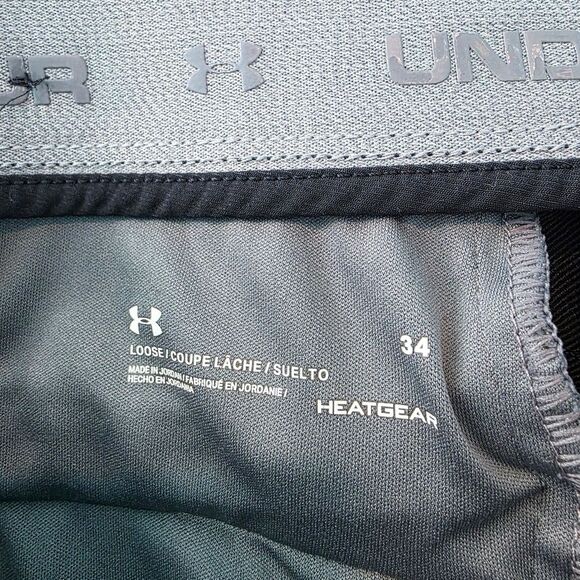 UR UND
34
LOOSE / COUPE LÂCHE / SUELTO
MADE IN JORDAN / FABRIQUÉ EN JORDANIE /
HECHO EN JORDANIA
HEATGEAR